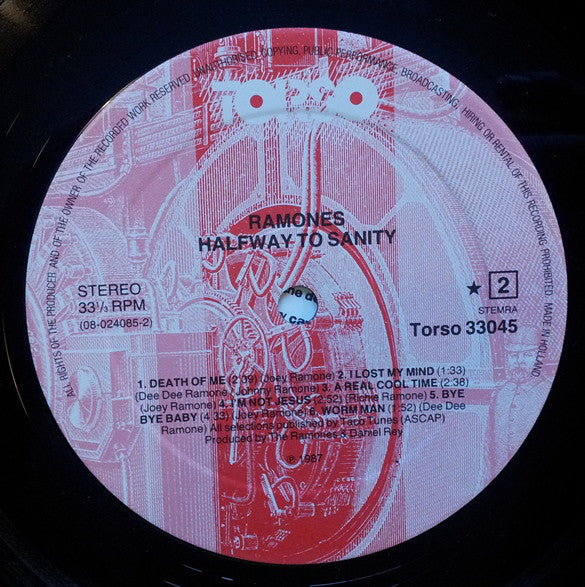 ALL RIGHTS OF THE PRODUCER AND OF THE OWNER OF THE RECORDED WORK RESERVED. UNAUTHORISED COPYING, PUBLIC PERFORMANCE, BROADCASTING, HIRING OR RENTAL OF THIS RECORDING PROHIBITED. MADE IN HOLLAND.
TORSO
RAMONES
HALFWAY TO SANITY
STEREO
33⅓ RPM
(08-024085-2)
★ 2
STEMRA
Torso 33045
1. DEATH OF ME (2:39) (Joey Ramone) 2. I LOST MY MIND (1:33)
(Dee Dee Ramone / Johnny Ramone) 3. A REAL COOL TIME (2:38)
(Joey Ramone) 4. I'M NOT JESUS (2:52) (Richie Ramone) 5. BYE
BYE BABY (4:33) (Joey Ramone) 6. WORM MAN (1:52) (Dee Dee
Ramone) All selections published by Taco Tunes (ASCAP)
Produced by The Ramones & Daniel Rey
℗ 1987